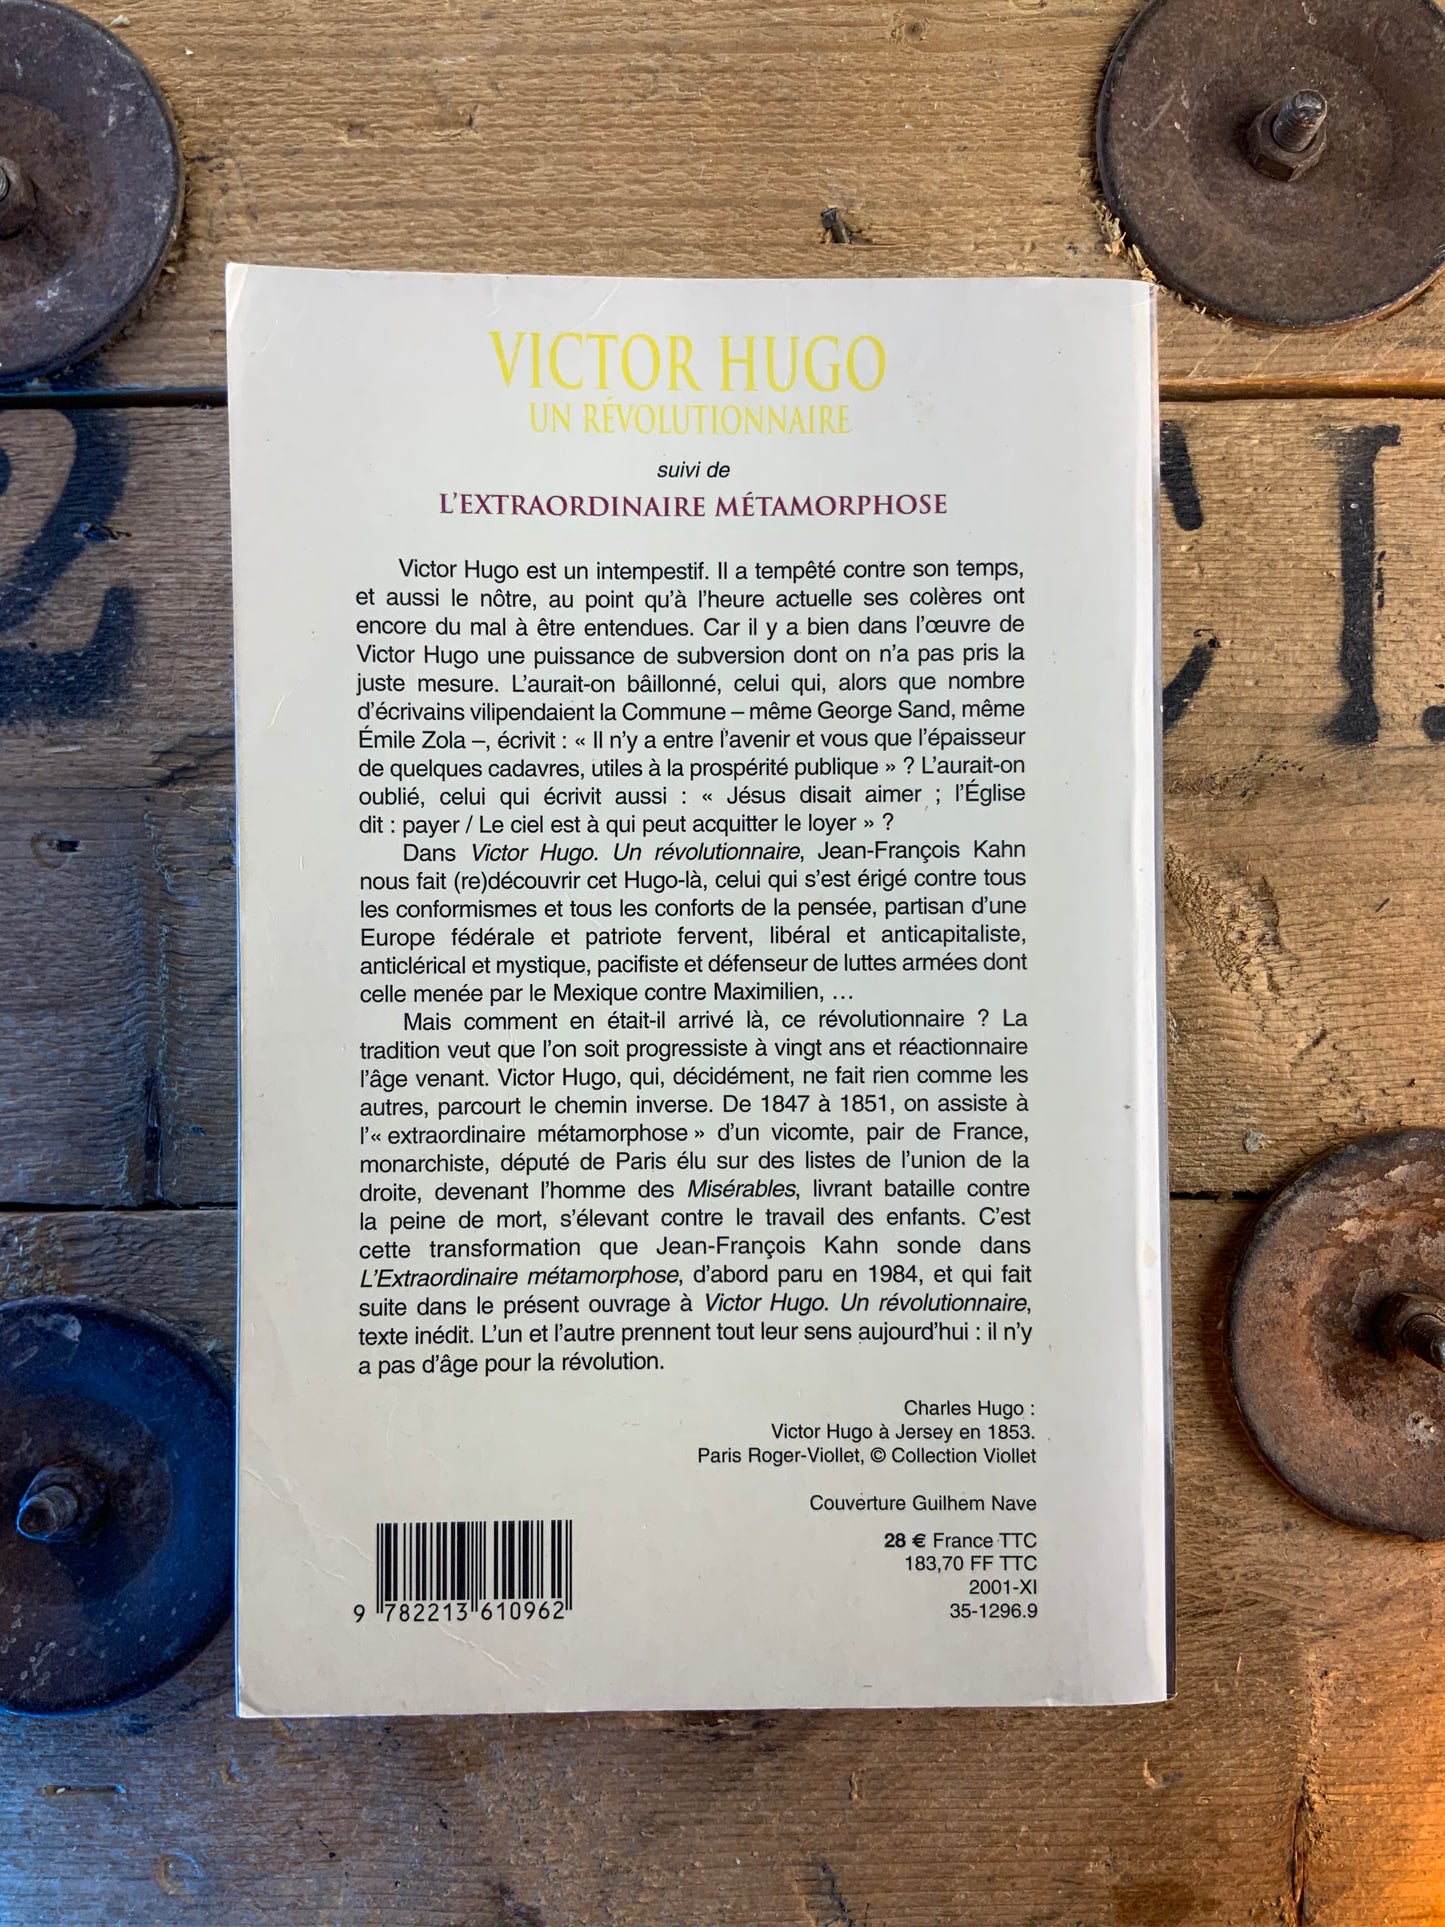 VICTOR HUGO
UN RÉVOLUTIONNAIRE
suivi de
L'EXTRAORDINAIRE MÉTAMORPHOSE
Victor Hugo est un intempestif. Il a tempêté contre son temps,
et aussi le nôtre, au point qu'à l'heure actuelle ses colères ont
encore du mal à être entendues. Car il y a bien dans l'œuvre de
Victor Hugo une puissance de subversion dont on n'a pas pris la
juste mesure. L'aurait-on bâillonné, celui qui, alors que nombre
d'écrivains vilipendaient la Commune – même George Sand, même
Émile Zola –, écrivit : « Il n'y a entre l'avenir et vous que l'épaisseur
de quelques cadavres, utiles à la prospérité publique » ? L'aurait-on
oublié, celui qui écrivit aussi : « Jésus disait aimer ; l'Église
dit : payer / Le ciel est à qui peut acquitter le loyer » ?
Dans Victor Hugo. Un révolutionnaire, Jean-François Kahn
nous fait (re)découvrir cet Hugo-là, celui qui s'est érigé contre tous
les conformismes et tous les conforts de la pensée, partisan d'une
Europe fédérale et patriote fervent, libéral et anticapitaliste,
anticlérical et mystique, pacifiste et défenseur de luttes armées dont
celle menée par le Mexique contre Maximilien, …
Mais comment en était-il arrivé là, ce révolutionnaire ? La
tradition veut que l'on soit progressiste à vingt ans et réactionnaire
l'âge venant. Victor Hugo, qui, décidément, ne fait rien comme les
autres, parcourt le chemin inverse. De 1847 à 1851, on assiste à
l'« extraordinaire métamorphose » d'un vicomte, pair de France,
monarchiste, député de Paris élu sur des listes de l'union de la
droite, devenant l'homme des Misérables, livrant bataille contre
la peine de mort, s'élevant contre le travail des enfants. C'est
cette transformation que Jean-François Kahn sonde dans
L'Extraordinaire métamorphose, d'abord paru en 1984, et qui fait
suite dans le présent ouvrage à Victor Hugo. Un révolutionnaire,
texte inédit. L'un et l'autre prennent tout leur sens aujourd'hui : il n'y
a pas d'âge pour la révolution.
Charles Hugo :
Victor Hugo à Jersey en 1853.
Paris Roger-Viollet, © Collection Viollet
Couverture Guilhem Nave
28 € France TTC
183,70 FF TTC
2001-XI
35-1296.9
9 782213 610962